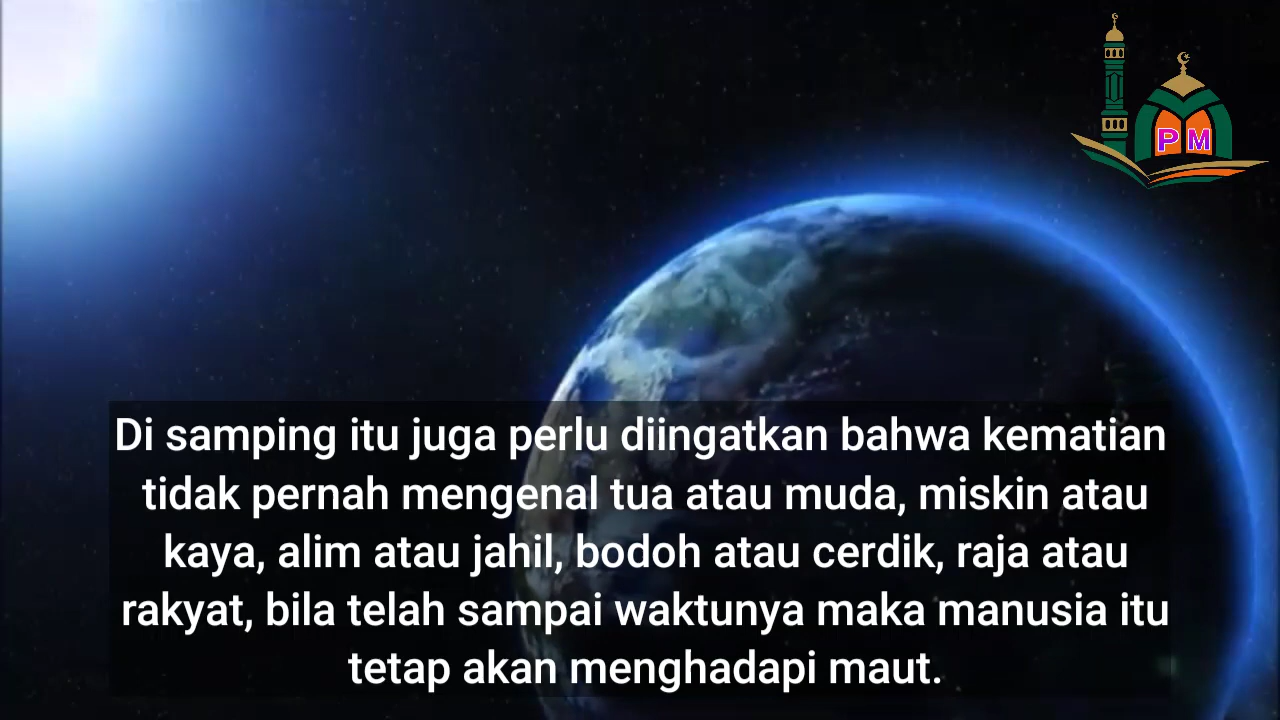 P M
Di samping itu juga perlu diingatkan bahwa kematian
tidak pernah mengenal tua atau muda, miskin atau
kaya, alim atau jahil, bodoh atau cerdik, raja atau
rakyat, bila telah sampai waktunya maka manusia itu
tetap akan menghadapi maut.